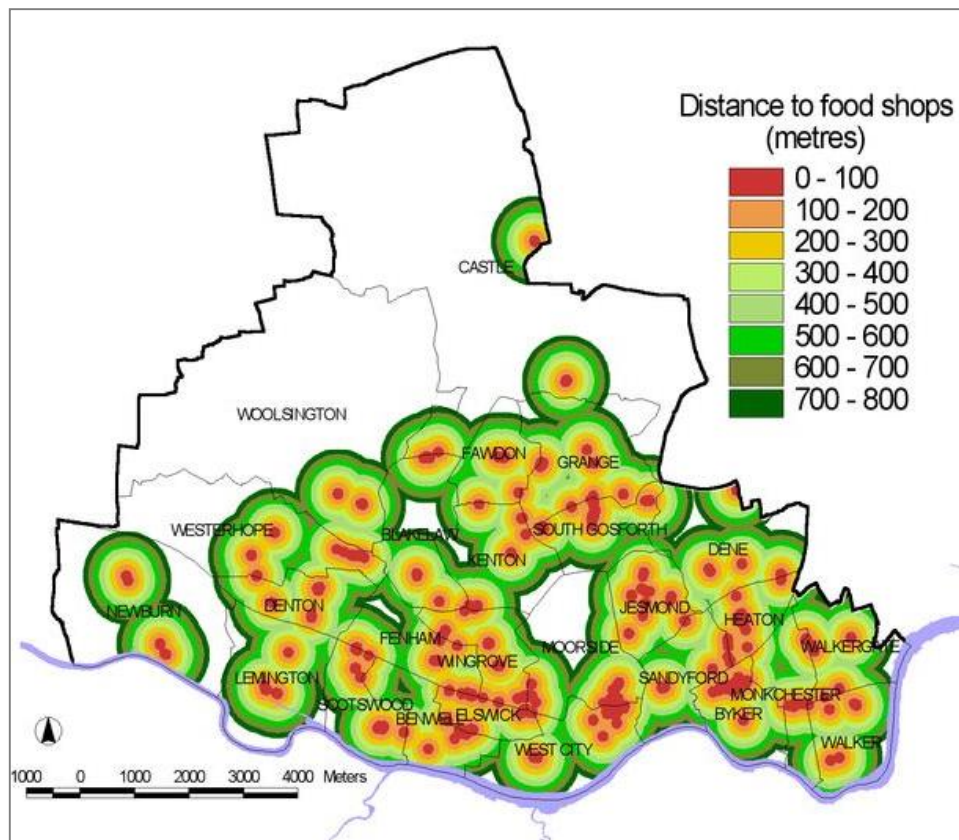 Distance to food shops
(metres)
0 - 100
100 - 200
200 - 300
300 - 400
400 - 500
500 - 600
600 - 700
700 - 800
CASTLE
WOOLSINGTON
FAWDON
GRANGE
WESTERHOPE
BLAKELAW
SOUTH GOSFORTH
KENTON
DENE
NEWBURN
DENTON
JESMOND
HEATON
FENHAM
MOORSIDE
WALKERGATE
WINGROVE
LEMINGTON
SANDYFORD
SCOTSWOOD
MONKCHESTER
BENWELL
ELSWICK
BYKER
WEST CITY
WALKER
1000 0 1000 2000 3000 4000 Meters